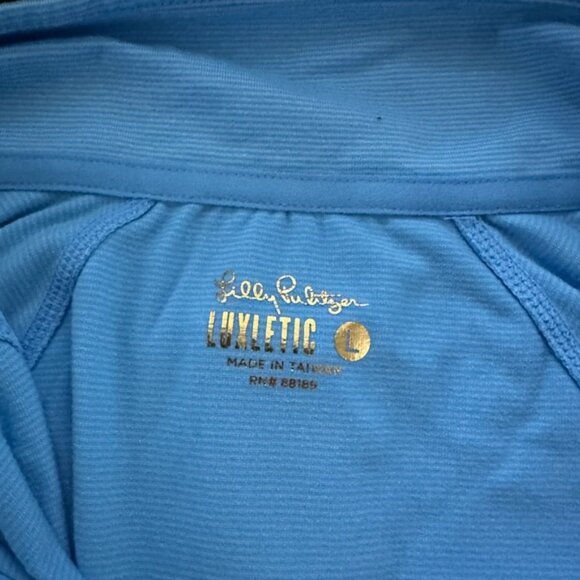 Lilly Pulitzer
LUXLETIC L
MADE IN TAIWAN
RN# 88189